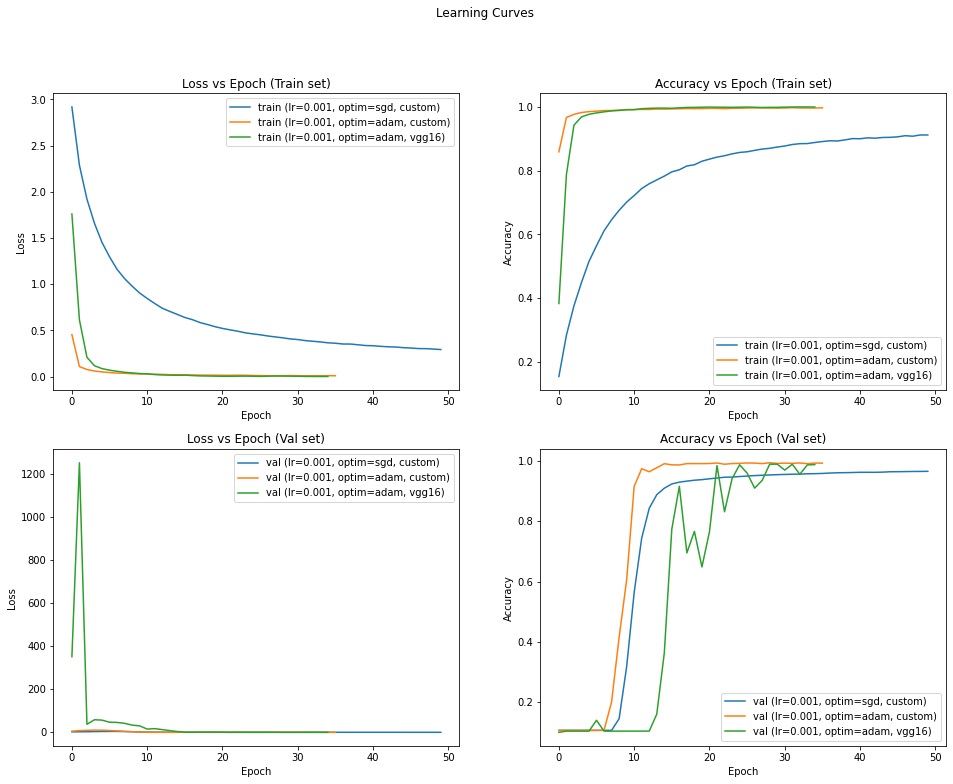 Learning Curves
Loss vs Epoch (Train set)
3.0
2.5
2.0
1.5
1.0
0.5
0.0
Loss
train (lr=0.001, optim=sgd, custom)
train (lr=0.001, optim=adam, custom)
train (lr=0.001, optim=adam, vgg16)
0 10 20 30 40 50
Epoch
Accuracy vs Epoch (Train set)
1.0
0.8
0.6
0.4
0.2
Accuracy
train (lr=0.001, optim=sgd, custom)
train (lr=0.001, optim=adam, custom)
train (lr=0.001, optim=adam, vgg16)
0 10 20 30 40 50
Epoch
Loss vs Epoch (Val set)
1200
1000
800
600
400
200
0
Loss
val (lr=0.001, optim=sgd, custom)
val (lr=0.001, optim=adam, custom)
val (lr=0.001, optim=adam, vgg16)
0 10 20 30 40 50
Epoch
Accuracy vs Epoch (Val set)
1.0
0.8
0.6
0.4
0.2
Accuracy
val (lr=0.001, optim=sgd, custom)
val (lr=0.001, optim=adam, custom)
val (lr=0.001, optim=adam, vgg16)
0 10 20 30 40 50
Epoch